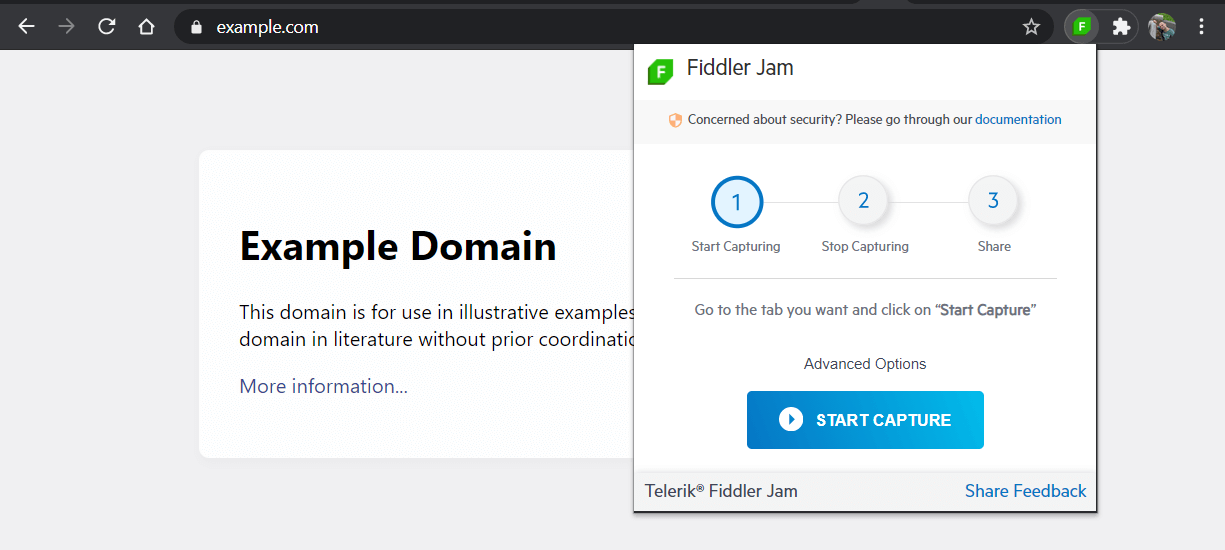 example.com
F
F
Fiddler Jam
Concerned about security? Please go through our documentation
1
2
3
Start Capturing
Stop Capturing
Share
Go to the tab you want and click on “Start Capture”
Advanced Options
START CAPTURE
Telerik® Fiddler Jam
Share Feedback
Example Domain
This domain is for use in illustrative examples
domain in literature without prior
More information...